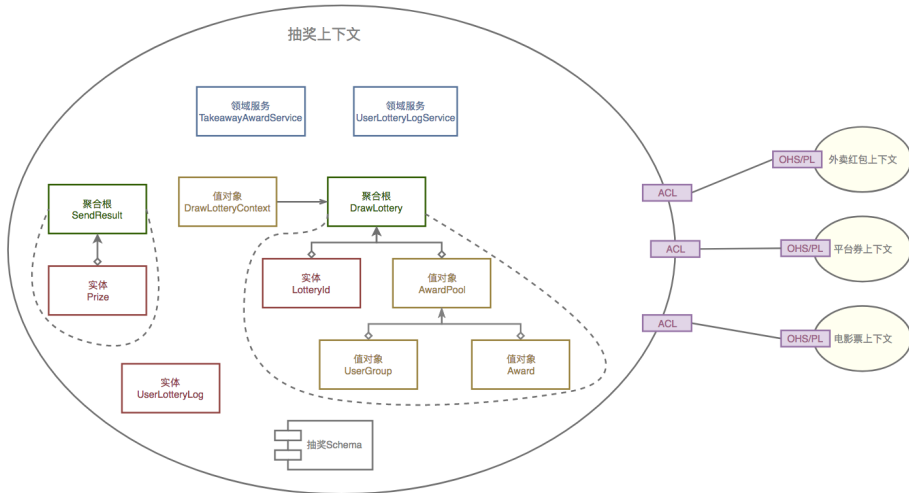 抽奖上下文
领域服务
TakeawayAwardService
领域服务
UserLotteryLogService
OHS/PL
外卖红包上下文
聚合根
SendResult
值对象
DrawLotteryContext
聚合根
DrawLottery
ACL
实体
Prize
实体
LotteryId
值对象
AwardPool
ACL
OHS/PL
平台券上下文
ACL
OHS/PL
电影票上下文
值对象
UserGroup
值对象
Award
实体
UserLotteryLog
抽奖Schema